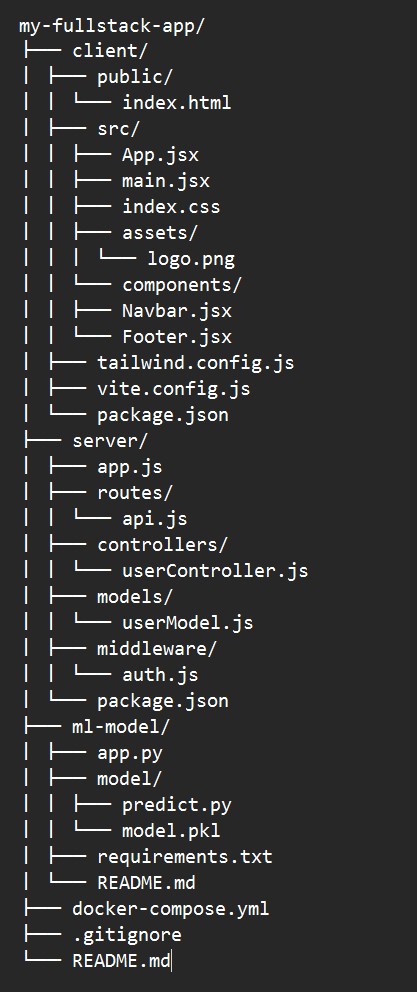 my-fullstack-app/
├── client/
│ ├── public/
│ │ └── index.html
│ ├── src/
│ │ ├── App.jsx
│ │ ├── main.jsx
│ │ ├── index.css
│ │ ├── assets/
│ │ │ └── logo.png
│ │ └── components/
│ │ ├── Navbar.jsx
│ │ └── Footer.jsx
│ ├── tailwind.config.js
│ ├── vite.config.js
│ └── package.json
├── server/
│ ├── app.js
│ ├── routes/
│ │ └── api.js
│ ├── controllers/
│ │ └── userController.js
│ ├── models/
│ │ └── userModel.js
│ ├── middleware/
│ │ └── auth.js
│ └── package.json
├── ml-model/
│ ├── app.py
│ ├── model/
│ │ ├── predict.py
│ │ └── model.pkl
│ ├── requirements.txt
│ └── README.md
├── docker-compose.yml
├── .gitignore
└── README.md